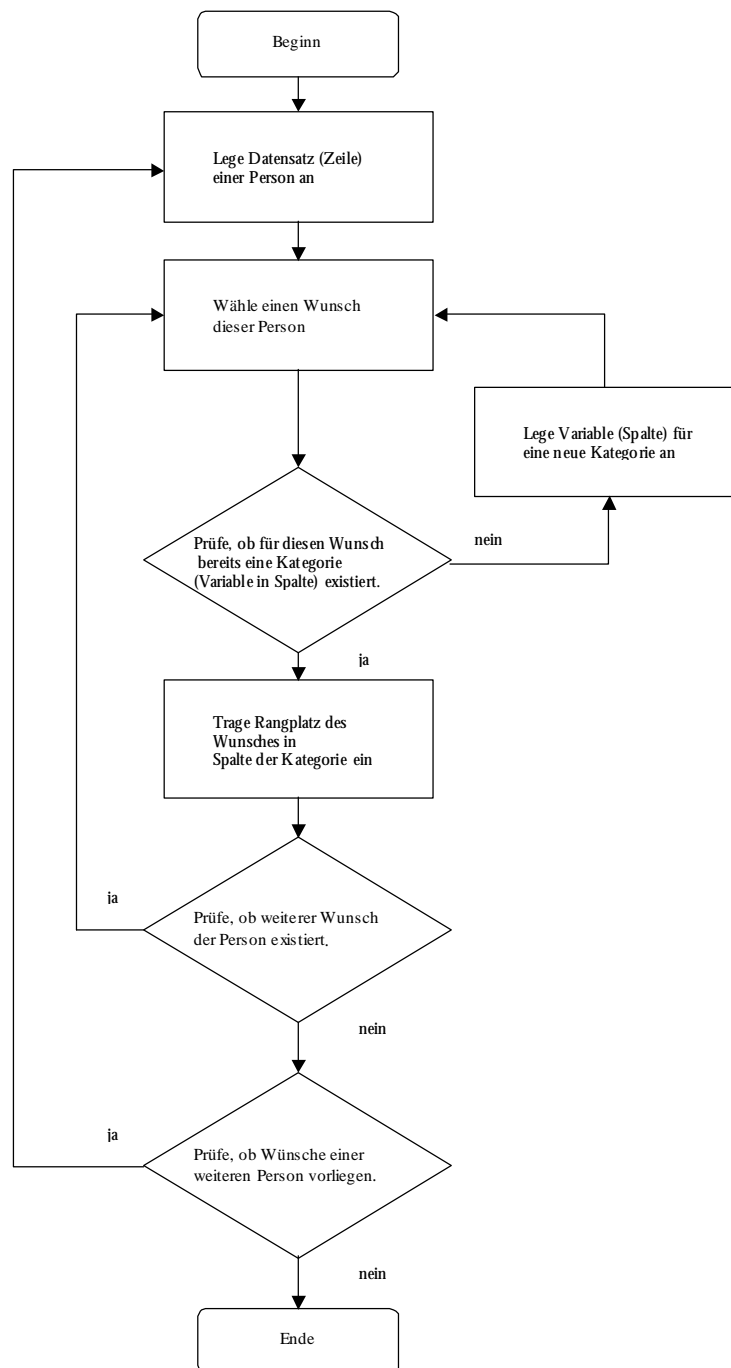 Beginn
Lege Datensatz (Zeile)
einer Person an
Wähle einen Wunsch
dieser Person
Lege Variable (Spalte) für
eine neue Kategorie an
Prüfe, ob für diesen Wunsch
bereits eine Kategorie
(Variable in Spalte) existiert.
nein
ja
Trage Rangplatz des
Wunsches in
Spalte der Kategorie ein
ja
Prüfe, ob weiterer Wunsch
der Person existiert.
nein
ja
Prüfe, ob Wünsche einer
weiteren Person vorliegen.
nein
Ende